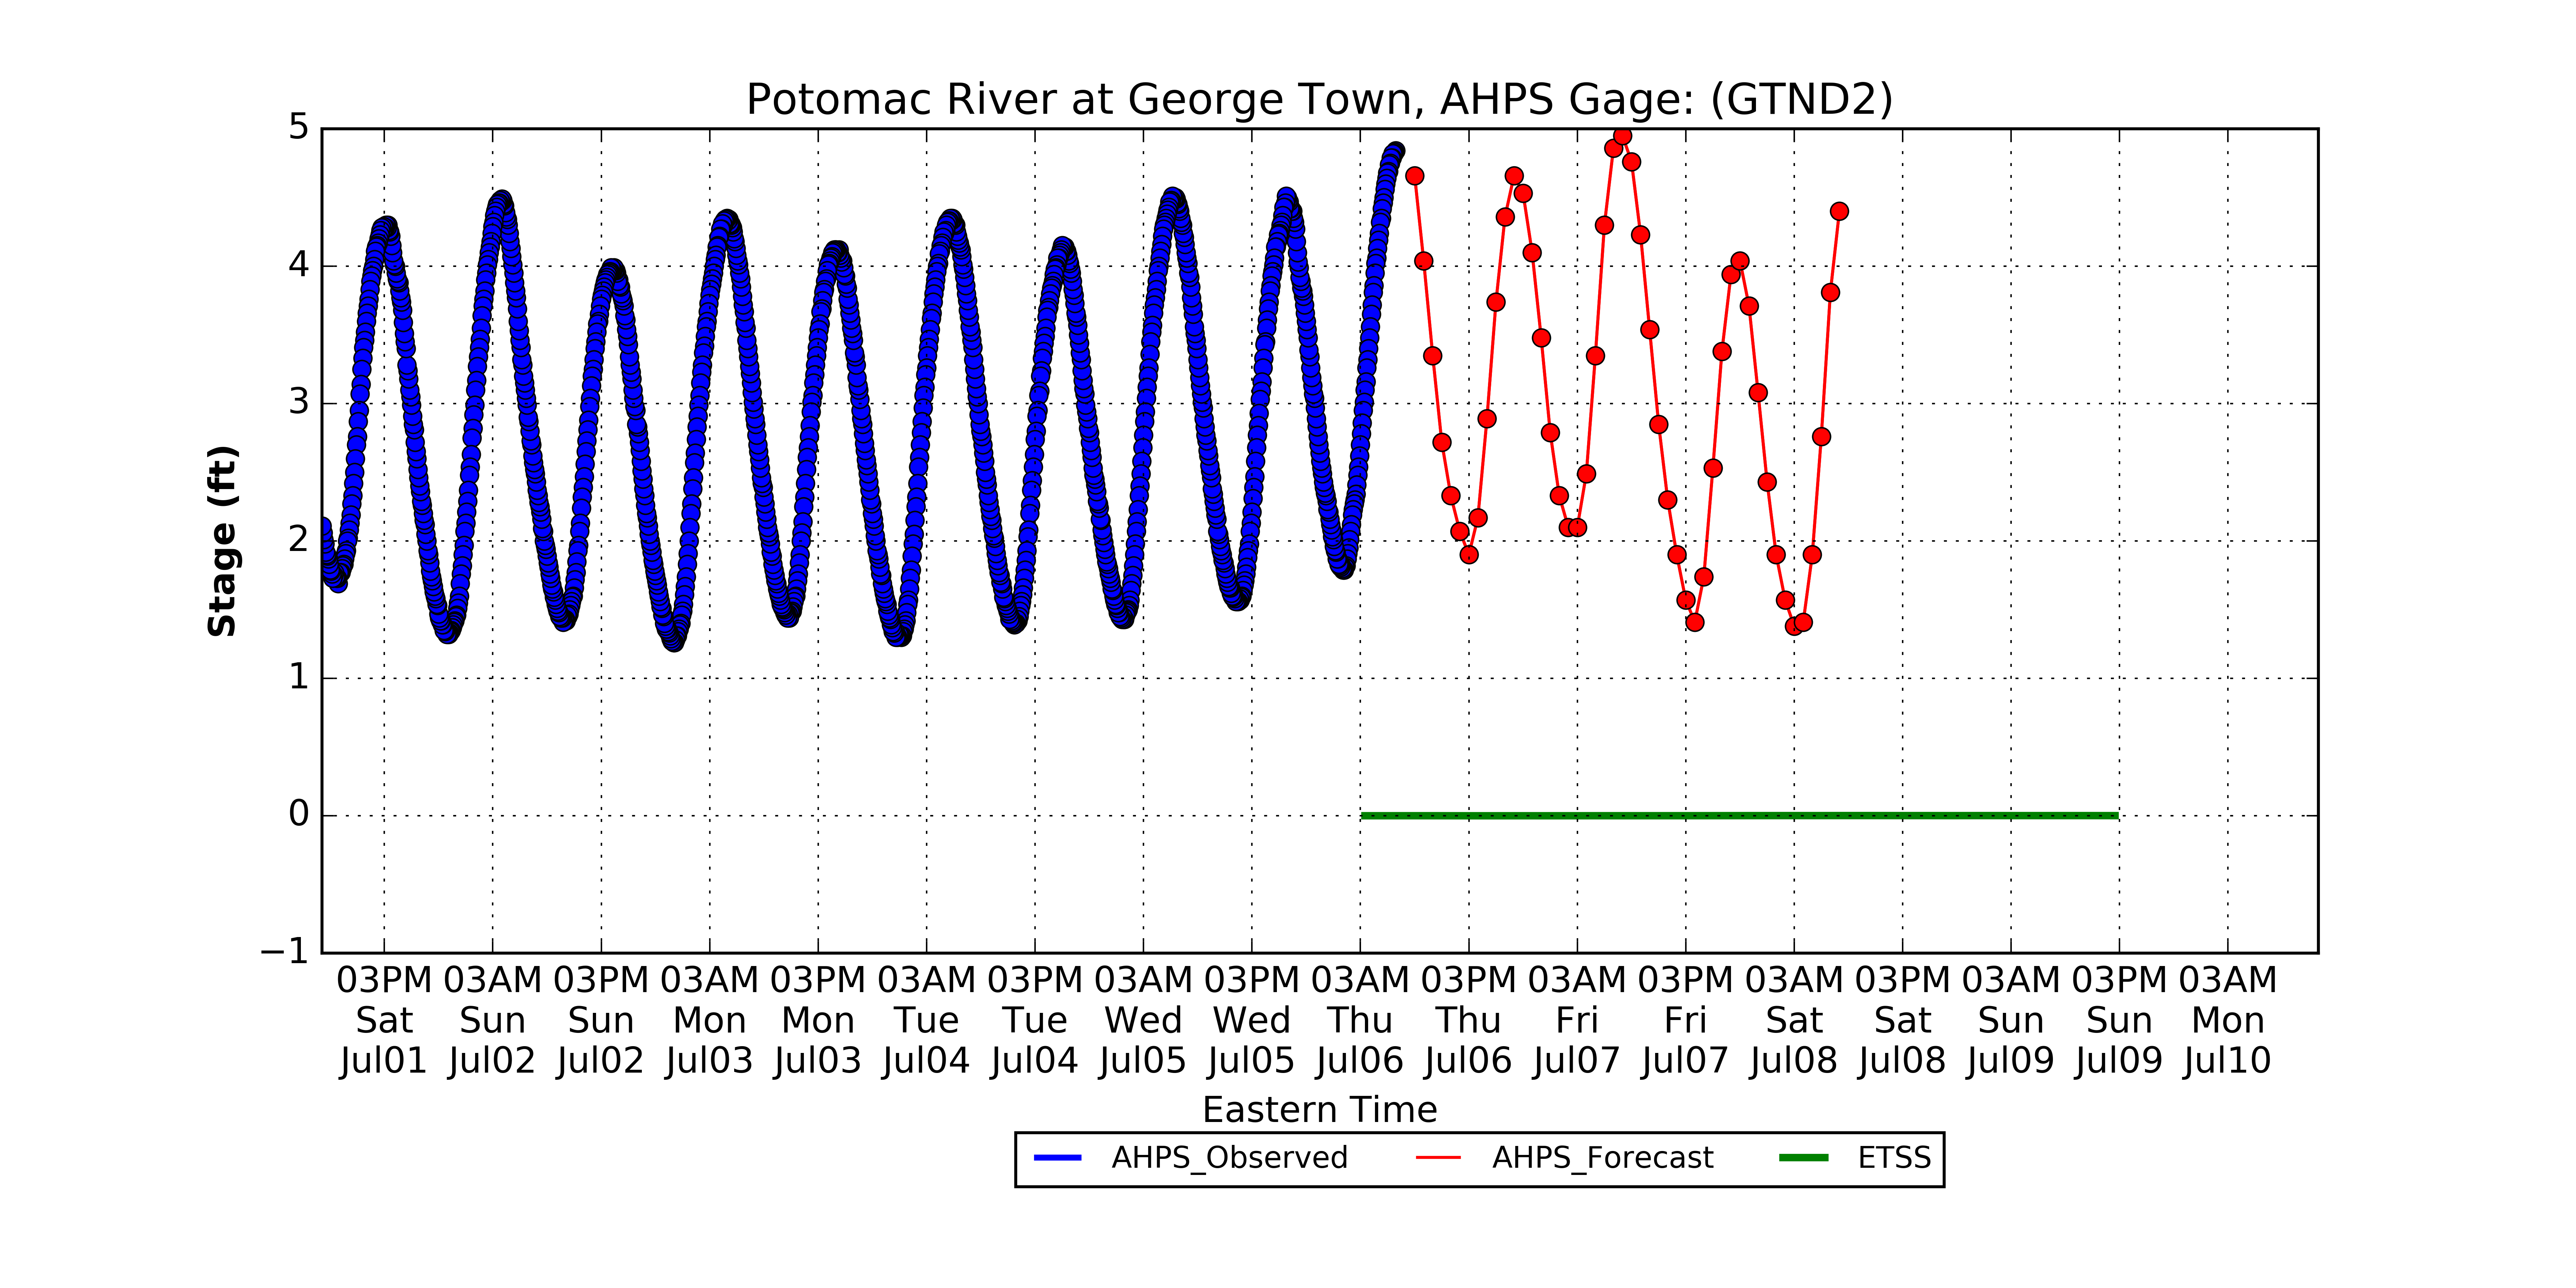 Potomac River at George Town, AHPS Gage: (GTND2)
Stage (ft)
5
4
3
2
1
0
−1
03PM 03AM 03PM 03AM 03PM 03AM 03PM 03AM 03PM 03AM 03PM 03AM 03PM 03AM 03PM 03AM 03PM 03AM
Sat Sun Sun Mon Mon Tue Tue Wed Wed Thu Thu Fri Fri Sat Sat Sun Sun Mon
Jul01 Jul02 Jul02 Jul03 Jul03 Jul04 Jul04 Jul05 Jul05 Jul06 Jul06 Jul07 Jul07 Jul08 Jul08 Jul09 Jul09 Jul10
Eastern Time
AHPS_Observed AHPS_Forecast ETSS